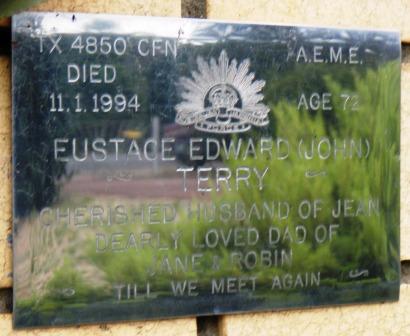 TX 4850 CFN A.E.M.E.
DIED
11.1.1994 AGE 72
EUSTACE EDWARD (JOHN)
TERRY
CHERISHED HUSBAND OF JEAN
DEARLY LOVED DAD OF
JANE & ROBIN
TILL WE MEET AGAIN